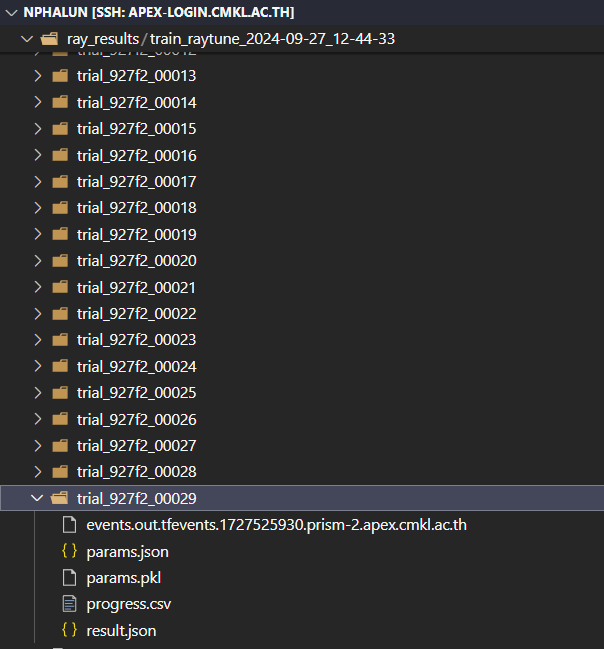 NPHALUN [SSH: APEX-LOGIN.CMKL.AC.TH]
ray_results/train_raytune_2024-09-27_12-44-33
trial_927f2_00012
trial_927f2_00013
trial_927f2_00014
trial_927f2_00015
trial_927f2_00016
trial_927f2_00017
trial_927f2_00018
trial_927f2_00019
trial_927f2_00020
trial_927f2_00021
trial_927f2_00022
trial_927f2_00023
trial_927f2_00024
trial_927f2_00025
trial_927f2_00026
trial_927f2_00027
trial_927f2_00028
trial_927f2_00029
events.out.tfevents.1727525930.prism-2.apex.cmkl.ac.th
{} params.json
params.pkl
progress.csv
{} result.json